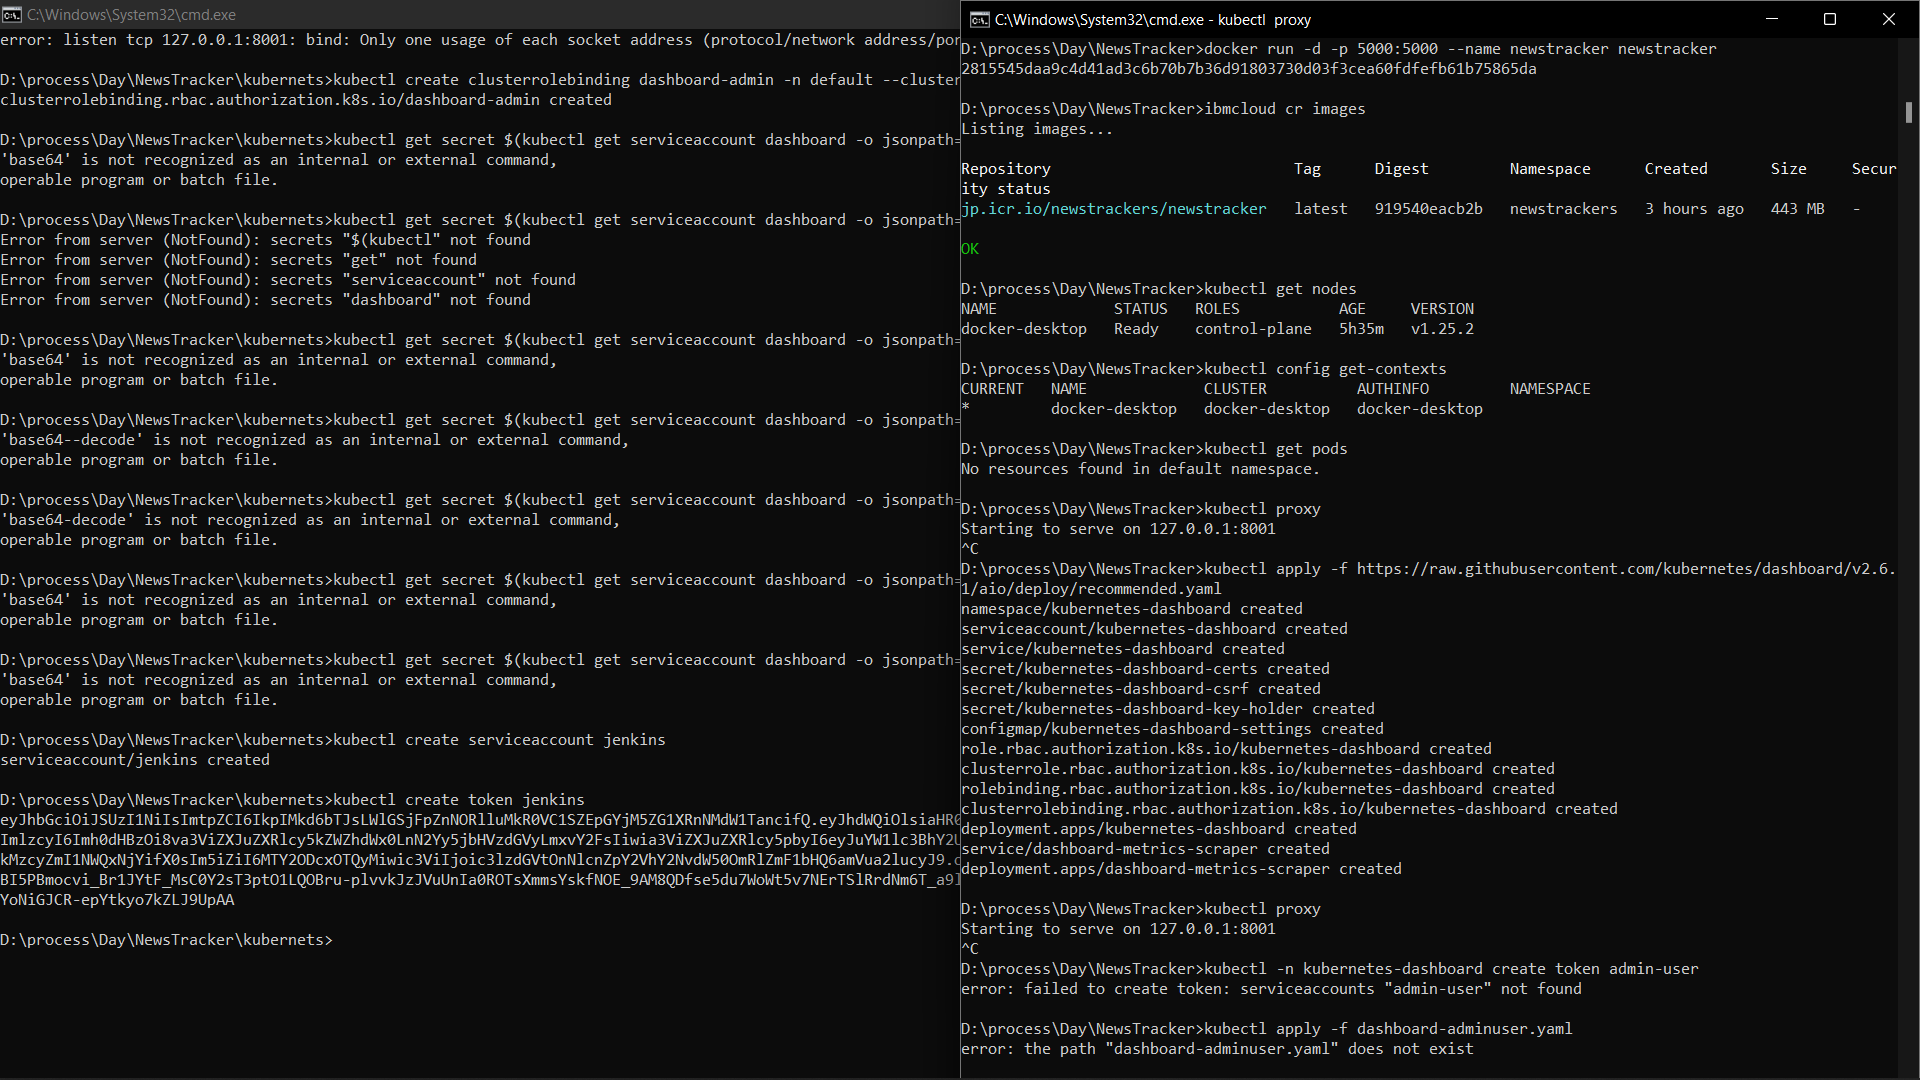 C:\Windows\System32\cmd.exe
error: listen tcp 127.0.0.1:8001: bind: Only one usage of each socket address (protocol/network address/por
D:\process\Day\NewsTracker\kubernets>kubectl create clusterrolebinding dashboard-admin -n default --cluster
clusterrolebinding.rbac.authorization.k8s.io/dashboard-admin created
D:\process\Day\NewsTracker\kubernets>kubectl get secret $(kubectl get serviceaccount dashboard -o jsonpath=
'base64' is not recognized as an internal or external command,
operable program or batch file.
D:\process\Day\NewsTracker\kubernets>kubectl get secret $(kubectl get serviceaccount dashboard -o jsonpath=
Error from server (NotFound): secrets "$(kubectl" not found
Error from server (NotFound): secrets "get" not found
Error from server (NotFound): secrets "serviceaccount" not found
Error from server (NotFound): secrets "dashboard" not found
D:\process\Day\NewsTracker\kubernets>kubectl get secret $(kubectl get serviceaccount dashboard -o jsonpath=
'base64' is not recognized as an internal or external command,
operable program or batch file.
D:\process\Day\NewsTracker\kubernets>kubectl get secret $(kubectl get serviceaccount dashboard -o jsonpath=
'base64--decode' is not recognized as an internal or external command,
operable program or batch file.
D:\process\Day\NewsTracker\kubernets>kubectl get secret $(kubectl get serviceaccount dashboard -o jsonpath=
'base64-decode' is not recognized as an internal or external command,
operable program or batch file.
D:\process\Day\NewsTracker\kubernets>kubectl get secret $(kubectl get serviceaccount dashboard -o jsonpath=
'base64' is not recognized as an internal or external command,
operable program or batch file.
D:\process\Day\NewsTracker\kubernets>kubectl get secret $(kubectl get serviceaccount dashboard -o jsonpath=
'base64' is not recognized as an internal or external command,
operable program or batch file.
D:\process\Day\NewsTracker\kubernets>kubectl create serviceaccount jenkins
serviceaccount/jenkins created
D:\process\Day\NewsTracker\kubernets>kubectl create token jenkins
D:\process\Day\NewsTracker\kubernets>
C:\Windows\System32\cmd.exe - kubectl  proxy
D:\process\Day\NewsTracker>docker run -d -p 5000:5000 --name newstracker newstracker
2815545daa9c4d41ad3c6b70b7b36d91803730d03f3cea60fdfefb61b75865da
D:\process\Day\NewsTracker>ibmcloud cr images
Listing images...
Repository Tag Digest Namespace Created Size Secur
ity status
jp.icr.io/newstrackers/newstracker latest 919540eacb2b newstrackers 3 hours ago 443 MB -
OK
D:\process\Day\NewsTracker>kubectl get nodes
NAME STATUS ROLES AGE VERSION
docker-desktop Ready control-plane 5h35m v1.25.2
D:\process\Day\NewsTracker>kubectl config get-contexts
CURRENT NAME CLUSTER AUTHINFO NAMESPACE
* docker-desktop docker-desktop docker-desktop
D:\process\Day\NewsTracker>kubectl get pods
No resources found in default namespace.
D:\process\Day\NewsTracker>kubectl proxy
Starting to serve on 127.0.0.1:8001
^C
D:\process\Day\NewsTracker>kubectl apply -f https://raw.githubusercontent.com/kubernetes/dashboard/v2.6.
1/aio/deploy/recommended.yaml
namespace/kubernetes-dashboard created
serviceaccount/kubernetes-dashboard created
service/kubernetes-dashboard created
secret/kubernetes-dashboard-certs created
secret/kubernetes-dashboard-csrf created
secret/kubernetes-dashboard-key-holder created
configmap/kubernetes-dashboard-settings created
role.rbac.authorization.k8s.io/kubernetes-dashboard created
clusterrole.rbac.authorization.k8s.io/kubernetes-dashboard created
rolebinding.rbac.authorization.k8s.io/kubernetes-dashboard created
clusterrolebinding.rbac.authorization.k8s.io/kubernetes-dashboard created
deployment.apps/kubernetes-dashboard created
service/dashboard-metrics-scraper created
deployment.apps/dashboard-metrics-scraper created
D:\process\Day\NewsTracker>kubectl proxy
Starting to serve on 127.0.0.1:8001
^C
D:\process\Day\NewsTracker>kubectl -n kubernetes-dashboard create token admin-user
error: failed to create token: serviceaccounts "admin-user" not found
D:\process\Day\NewsTracker>kubectl apply -f dashboard-adminuser.yaml
error: the path "dashboard-adminuser.yaml" does not exist